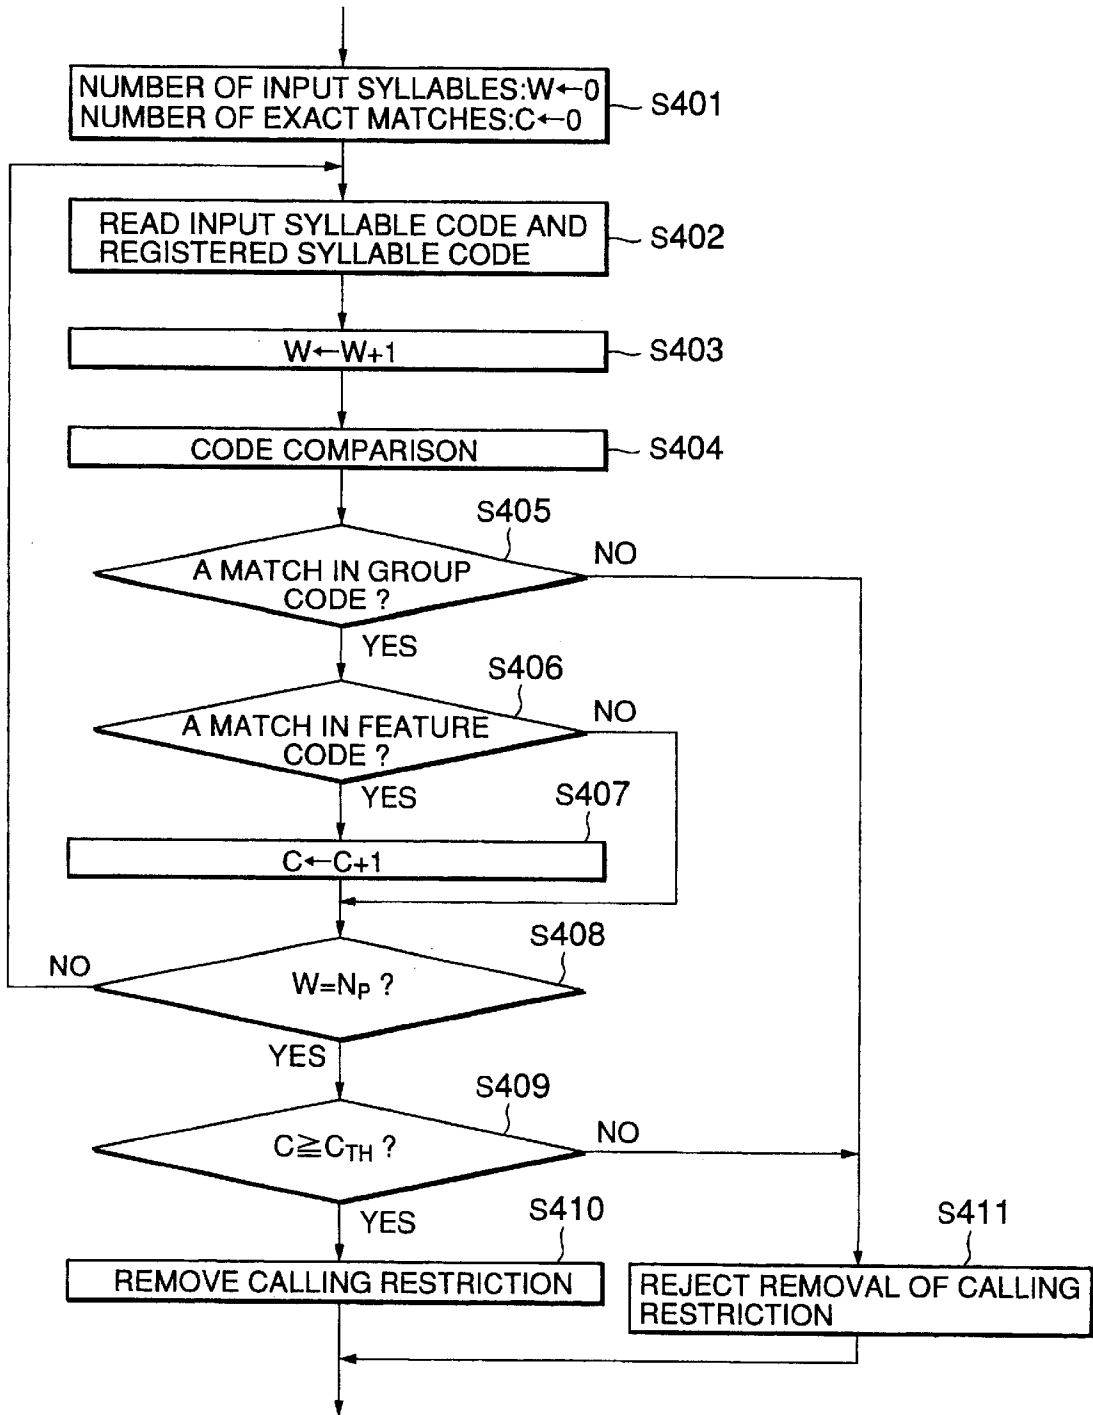 NUMBER OF INPUT SYLLABLES:W←0
NUMBER OF EXACT MATCHES:C←0
S401
READ INPUT SYLLABLE CODE AND
REGISTERED SYLLABLE CODE
S402
W←W+1
S403
CODE COMPARISON
S404
S405
A MATCH IN GROUP
CODE ?
NO
YES
S406
A MATCH IN FEATURE
CODE ?
NO
YES
S407
C←C+1
S408
NO
W=NP ?
YES
S409
C≧CTH ?
NO
YES
S410
REMOVE CALLING RESTRICTION
S411
REJECT REMOVAL OF CALLING
RESTRICTION